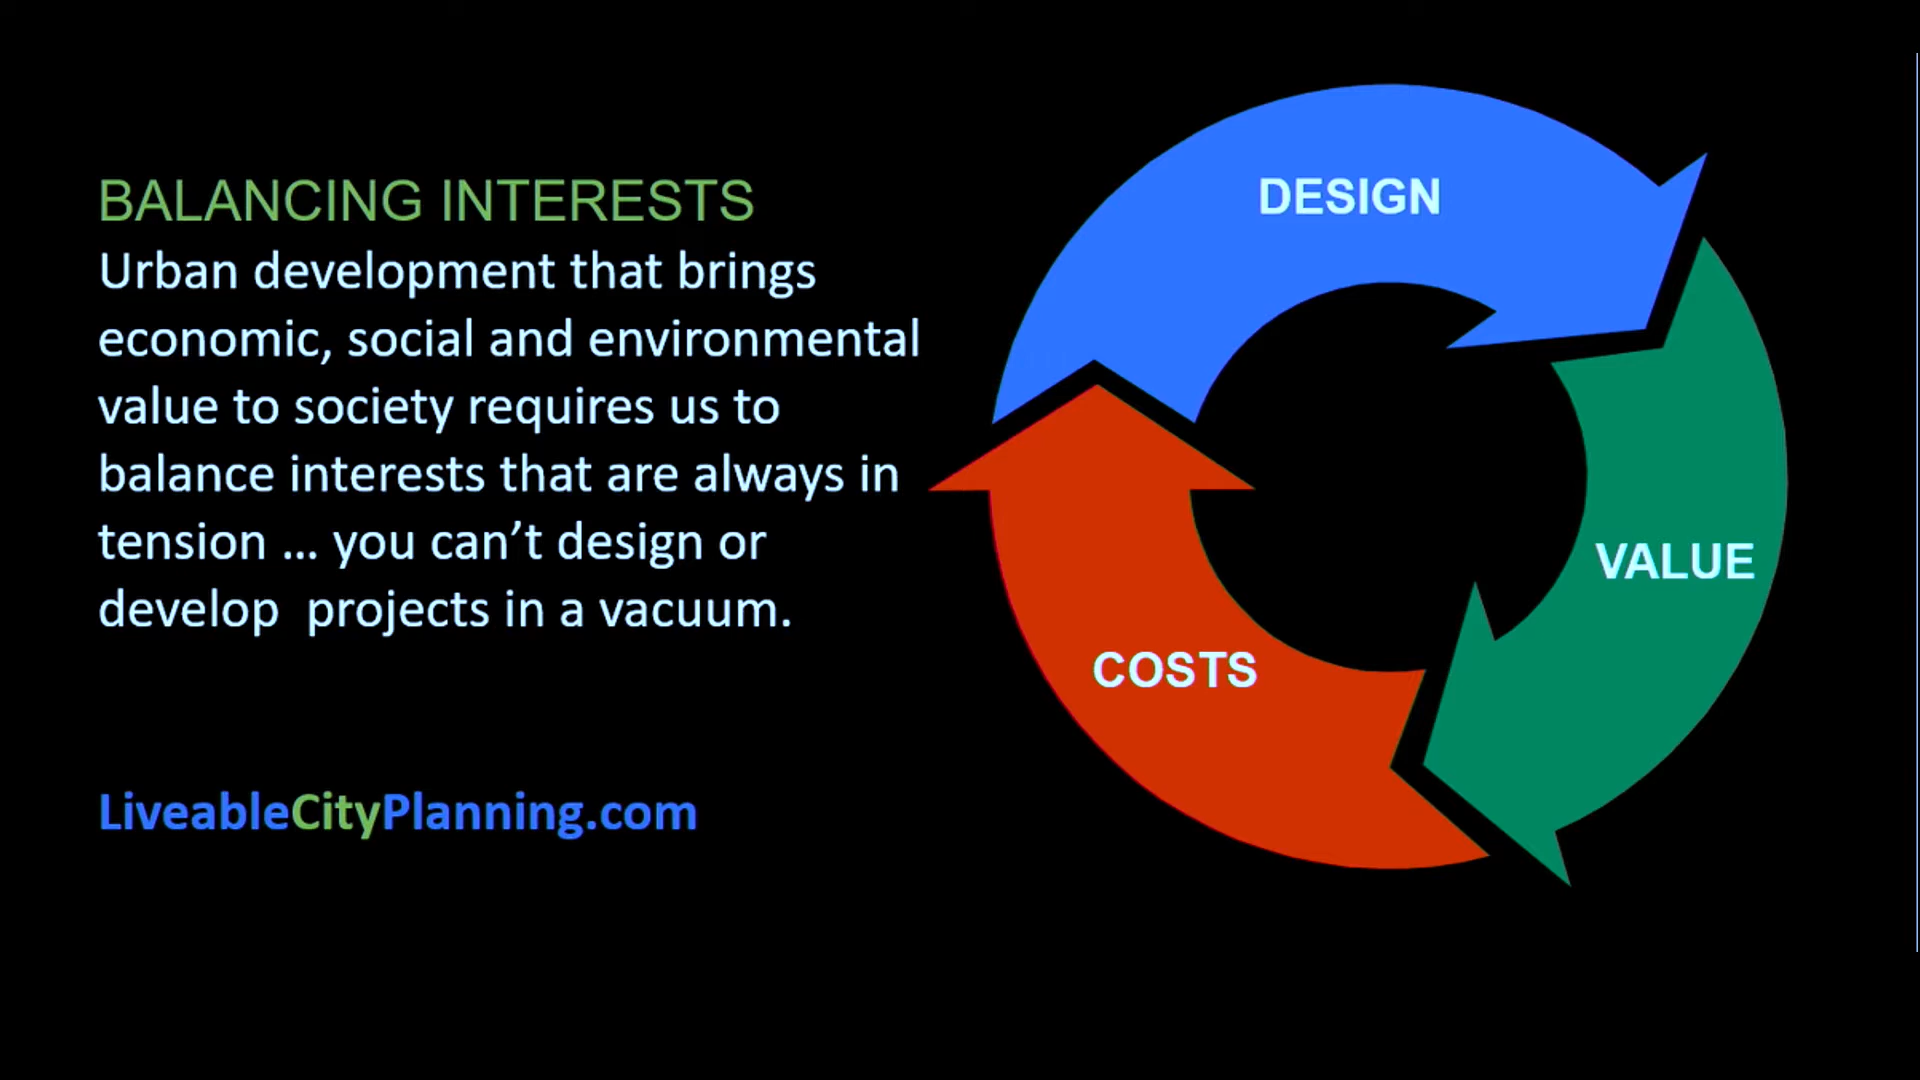 BALANCING INTERESTS
Urban development that brings
economic, social and environmental
value to society requires us to
balance interests that are always in
tension ... you can’t design or
develop  projects in a vacuum.
LiveableCityPlanning.com
DESIGN
VALUE
COSTS